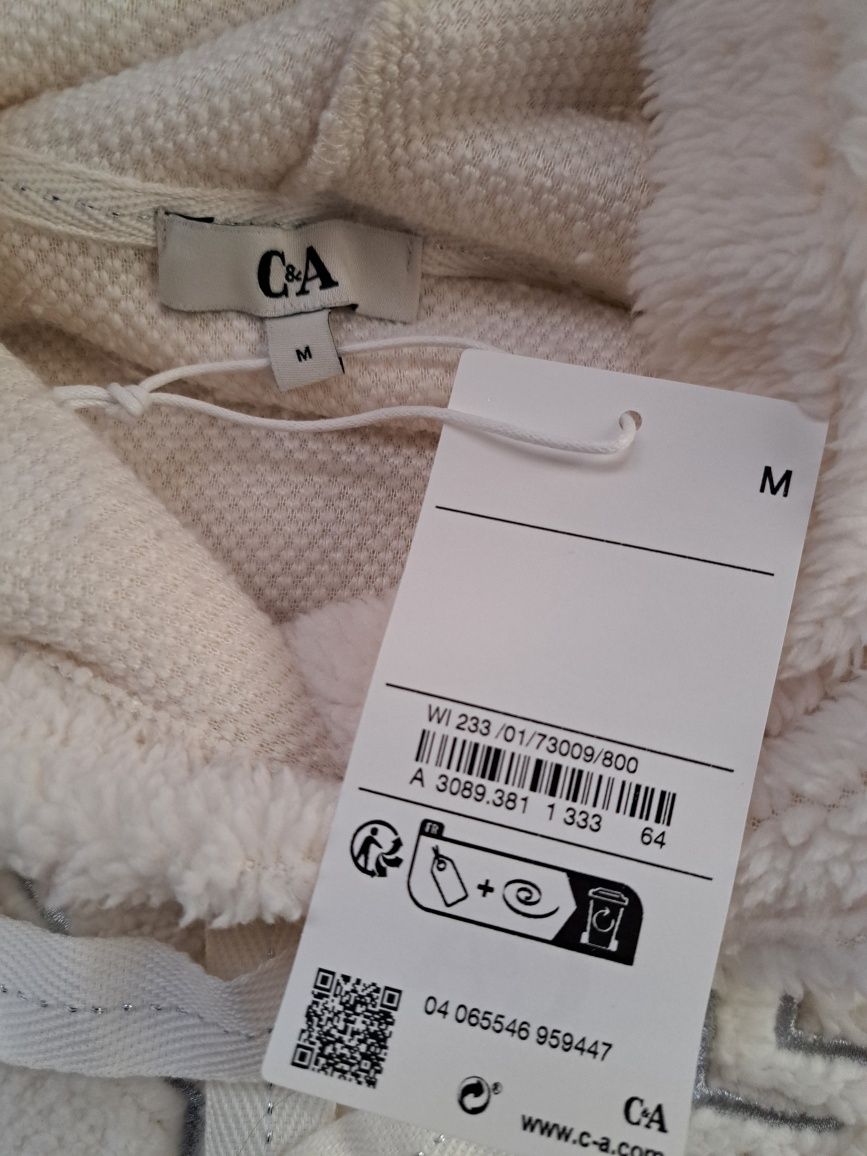 C&A
M
M
WI 233 /01/73009/800
A 3089.381 1 333 64
FR
+
04 065546 959447
®
C&A
www.c-a.com